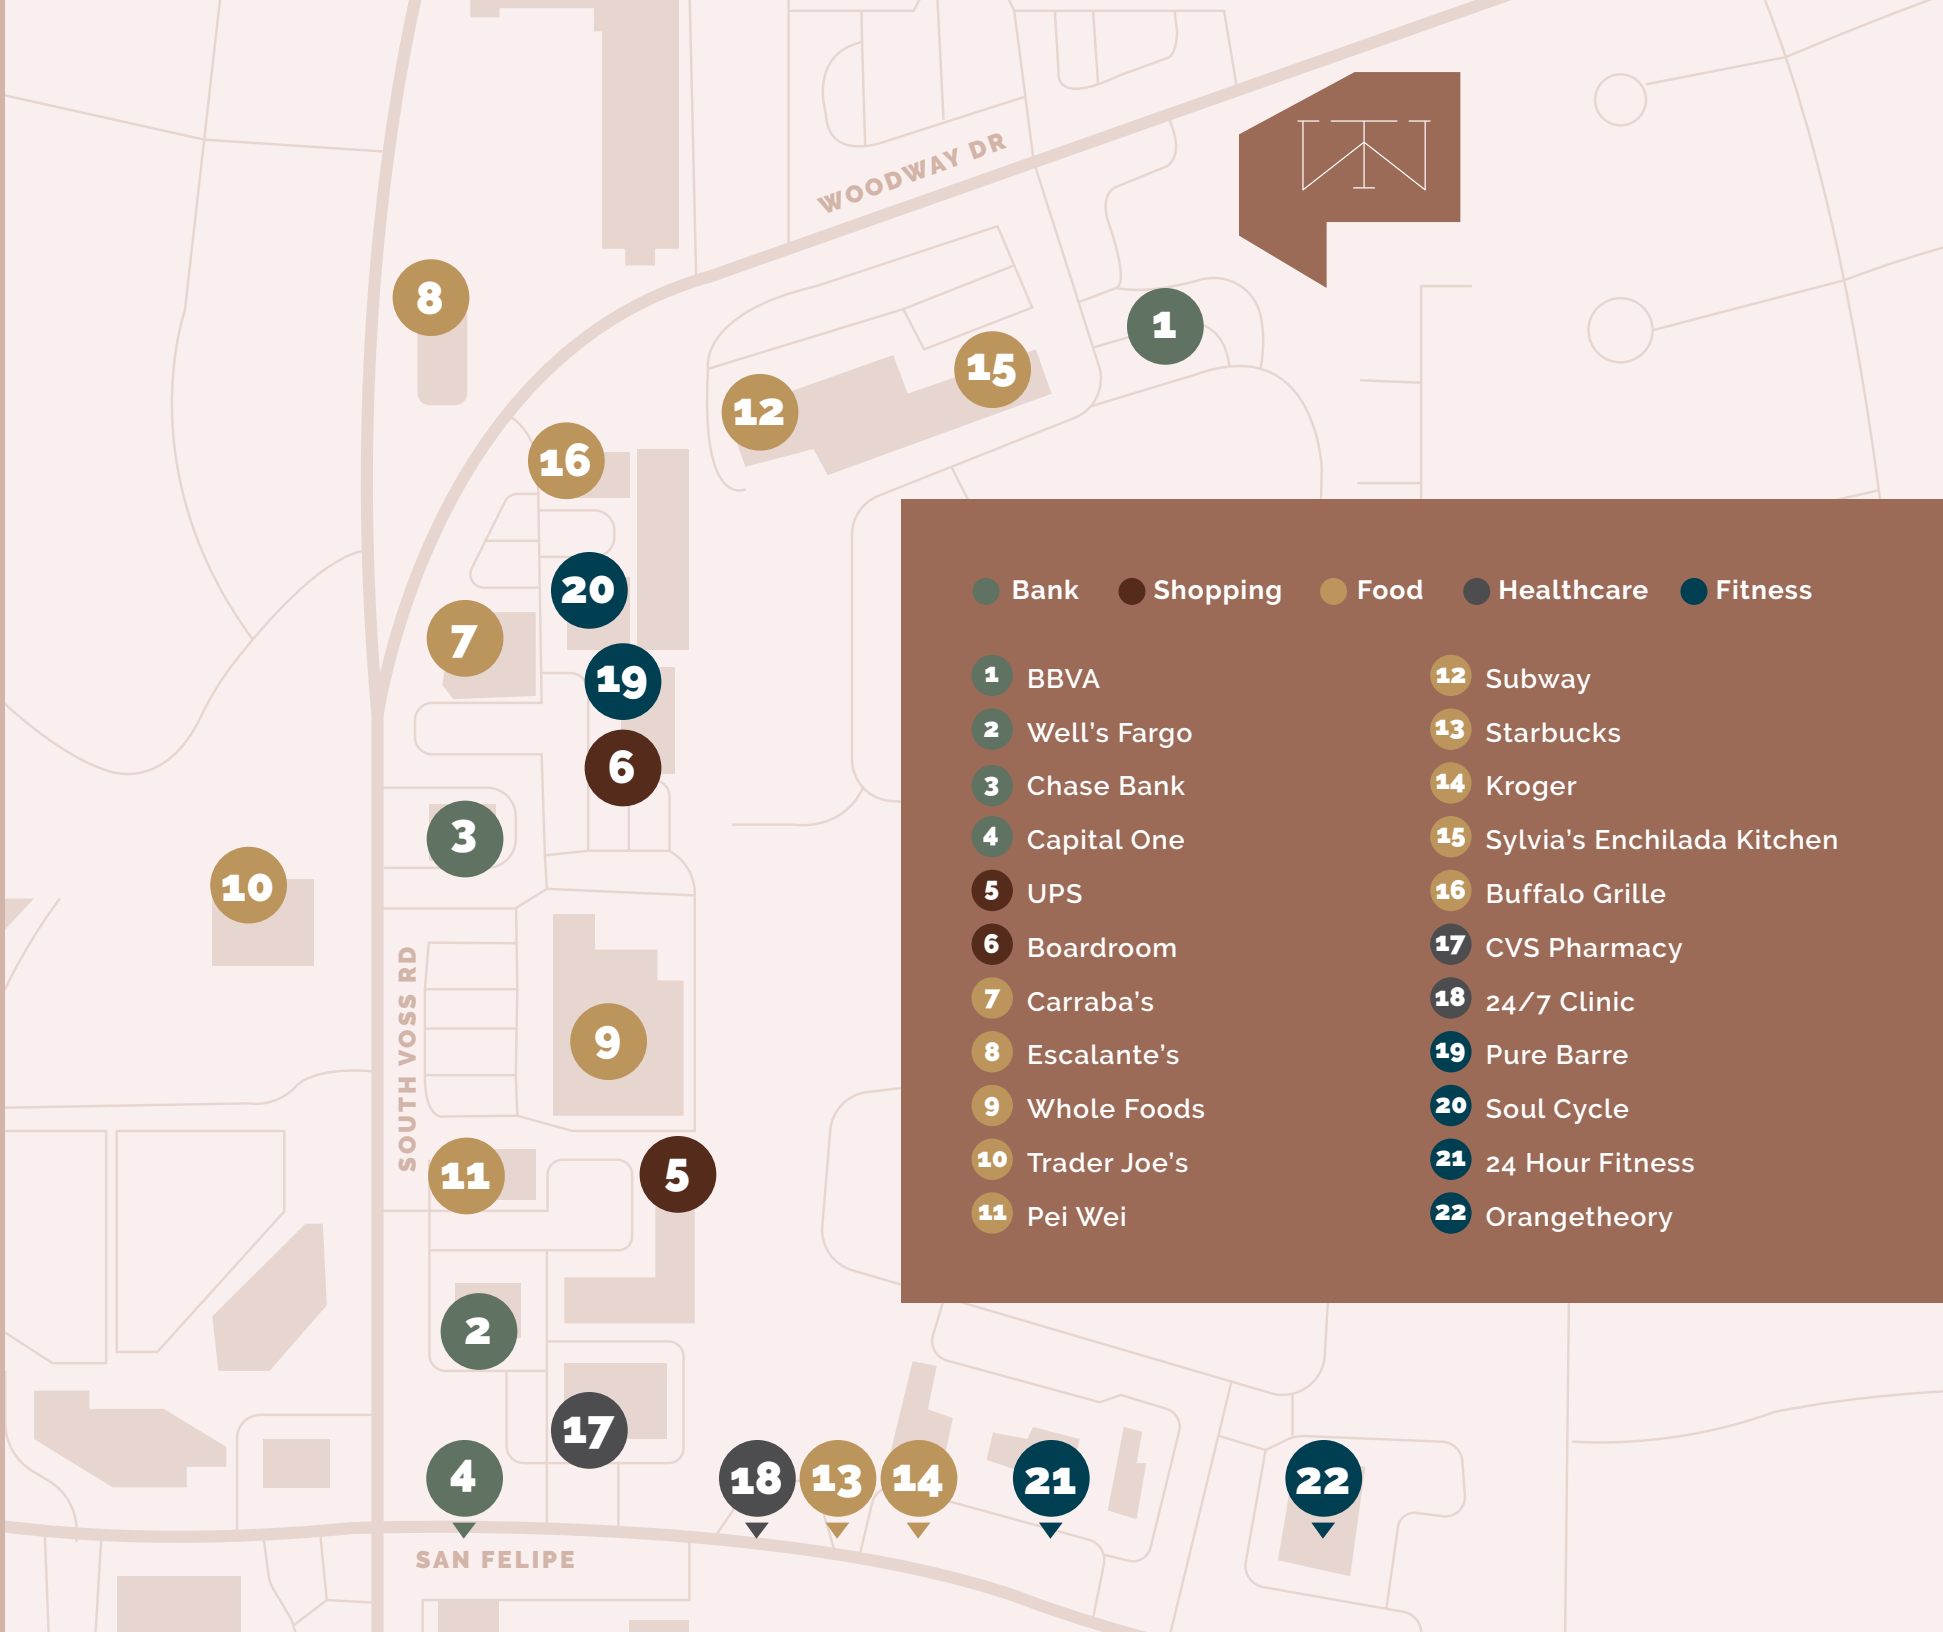 WOODWAY DR
8
1
15
12
16
20
7
19
6
3
10
SOUTH VOSS RD
9
11
5
2
17
4
18
13
14
21
22
SAN FELIPE
Bank
Shopping
Food
Healthcare
Fitness
1 BBVA
2 Well's Fargo
3 Chase Bank
4 Capital One
5 UPS
6 Boardroom
7 Carraba's
8 Escalante's
9 Whole Foods
10 Trader Joe's
11 Pei Wei
12 Subway
13 Starbucks
14 Kroger
15 Sylvia's Enchilada Kitchen
16 Buffalo Grille
17 CVS Pharmacy
18 24/7 Clinic
19 Pure Barre
20 Soul Cycle
21 24 Hour Fitness
22 Orangetheory